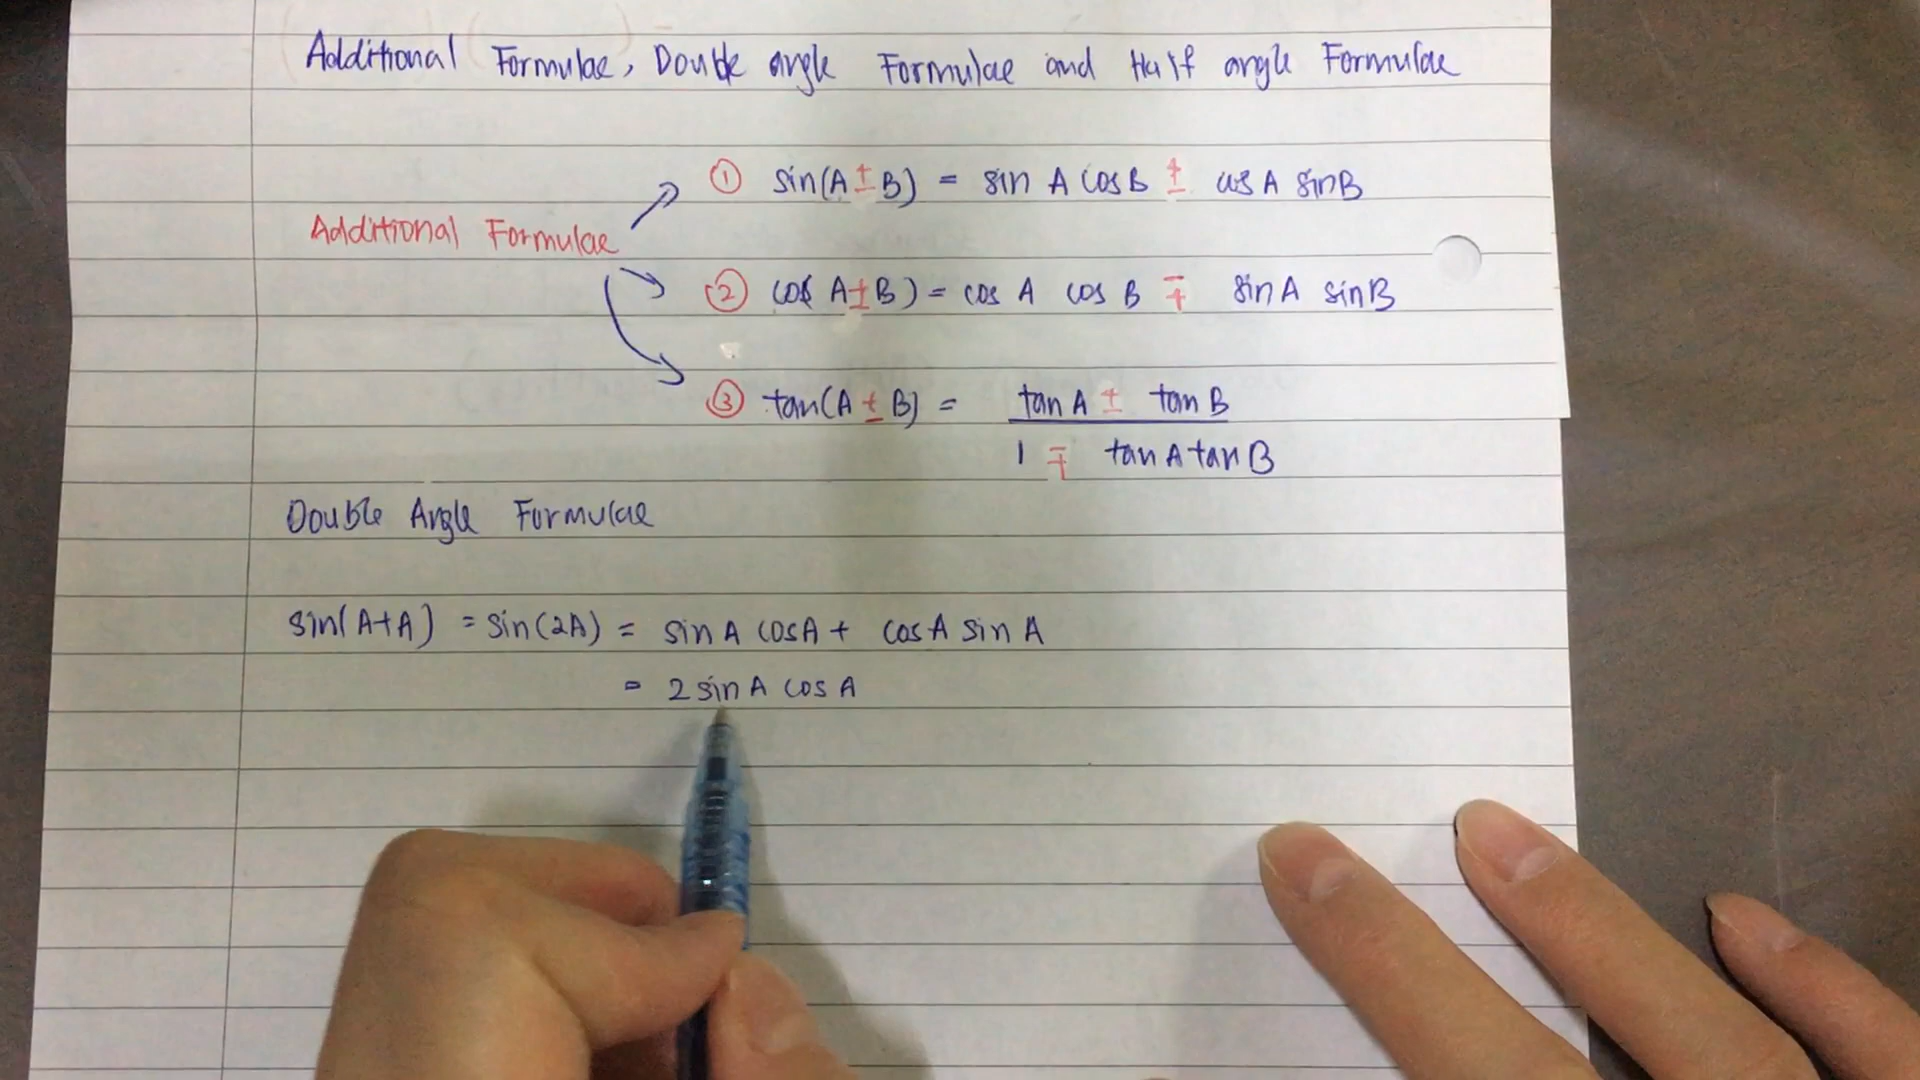 Additional Formulae, Double angle Formulae and Half angle Formulae
① sin(A ± B) = sin A cos B ± cos A sin B
Additional Formulae
② cos( A ± B ) = cos A cos B ∓ sin A sin B
③ tan(A ± B) = tan A ± tan B
1 ∓ tan A tan B
Double Angle Formulae
sin(A+A) = sin(2A) = sin A cos A + cos A sin A
= 2 sin A cos A